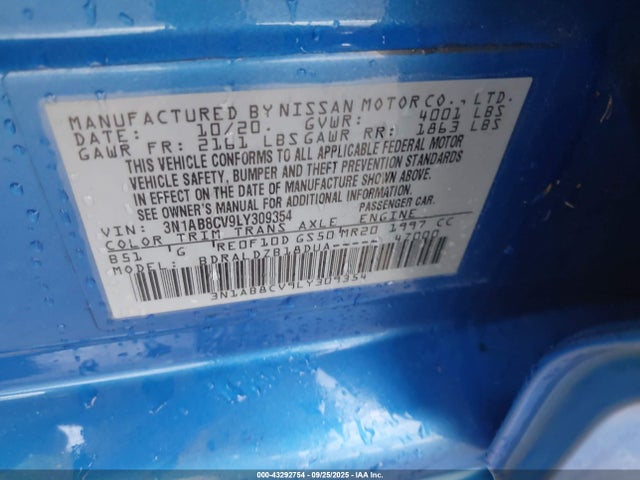 MANUFACTURED BY NISSAN MOTOR CO., LTD.
DATE: 10/20. GVWR: 4001 LBS
GAWR FR: 2161 LBS GAWR RR: 1863 LBS
THIS VEHICLE CONFORMS TO ALL APPLICABLE FEDERAL MOTOR
VEHICLE SAFETY, BUMPER AND THEFT PREVENTION STANDARDS
IN EFFECT ON THE DATE OF MANUFACTURE SHOWN ABOVE.
SEE OWNER'S MANUAL FOR ADDITIONAL INFORMATION.
VIN: 3N1AB8CV9LY309354 PASSENGER CAR.
COLOR TRIM TRANS AXLE ENGINE
B51 G RE0F10D GS50 MR20 1997 CC
BDRALDZB18DUA----- 47000
3N1AB8CV9LY309354
000-43292754 - 09/25/2025 - IAAI.COM